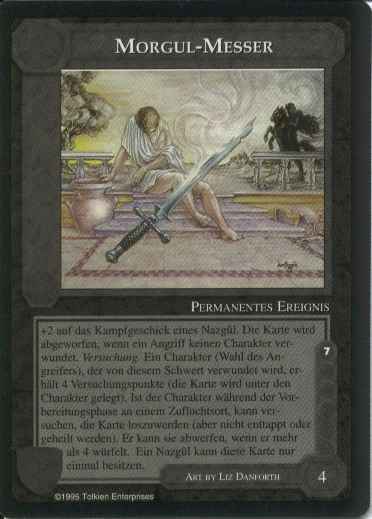 MORGUL-MESSER
PERMANENTES EREIGNIS
+2 auf das Kampfgeschick eines Nazgûl. Die Karte wird
abgeworfen, wenn ein Angriff keinen Charakter ver-
wundet. Versuchung. Ein Charakter (Wahl des An-
greifers), der von diesem Schwert verwundet wird, er-
hält 4 Versuchungspunkte (die Karte wird unter den
Charakter gelegt). Ist der Charakter während der Vor-
bereitungsphase an einem Zufluchtsort, kann ver-
suchen, die Karte loszuwerden (aber nicht enttappt oder
geheilt werden). Er kann sie abwerfen, wenn er mehr
als 4 würfelt. Ein Nazgûl kann diese Karte nur
einmal besitzen.
7
ART BY LIZ DANFORTH
4
©1995 Tolkien Enterprises